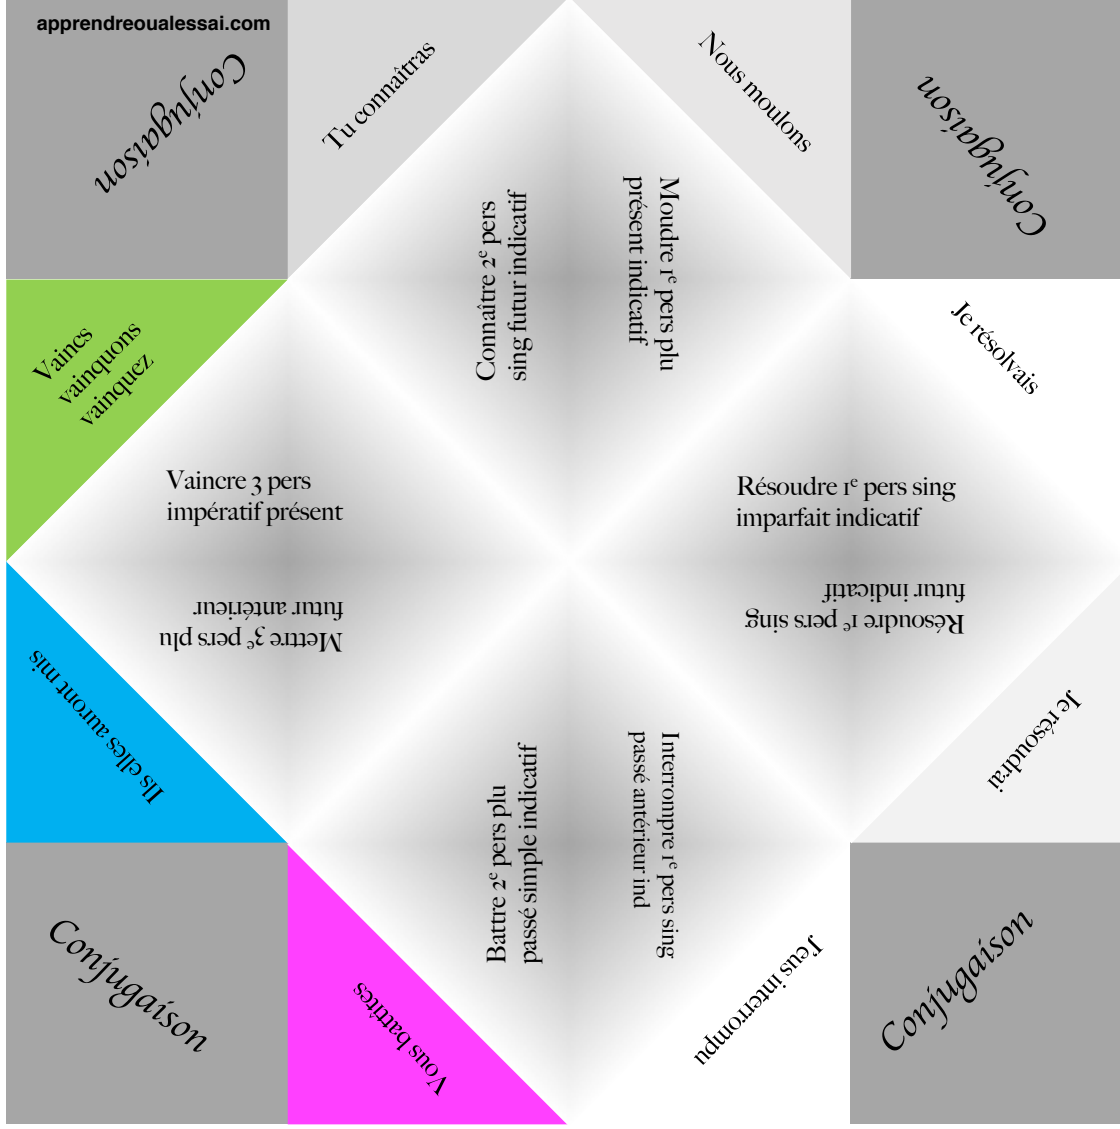 apprendreoualessai.com
Conjugaison
Tu connaîtras
Nous moulons
Conjugaison
Connaître 2e pers
sing futur indicatif
Moudre 1e pers plu
présent indicatif
Vaincs
vainquons
vainquez
Je résolvais
Vaincre 3 pers
impératif présent
Résoudre 1e pers sing
imparfait indicatif
Mettre 3e pers plu
futur antérieur
Résoudre 1e pers sing
futur indicatif
Ils elles auront mis
Je résoudrai
Battre 2e pers plu
passé simple indicatif
Interrompre 1e pers sing
passé antérieur ind
Conjugaison
Vous battîtes
J'eus interrompu
Conjugaison